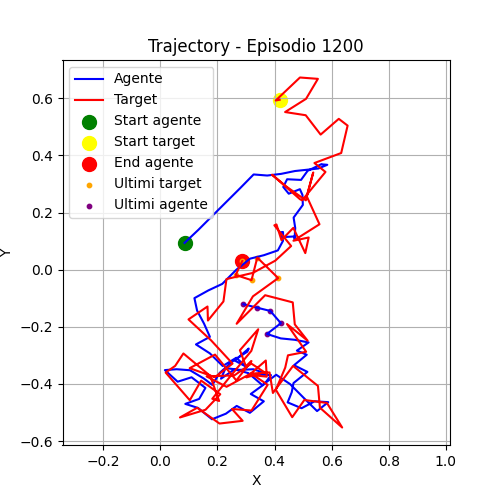 Trajectory - Episodio 1200
Agente
Target
Start agente
Start target
End agente
Ultimi target
Ultimi agente
0.6
0.4
0.2
0.0
−0.2
−0.4
−0.6
Y
−0.2
0.0
0.2
0.4
0.6
0.8
1.0
X